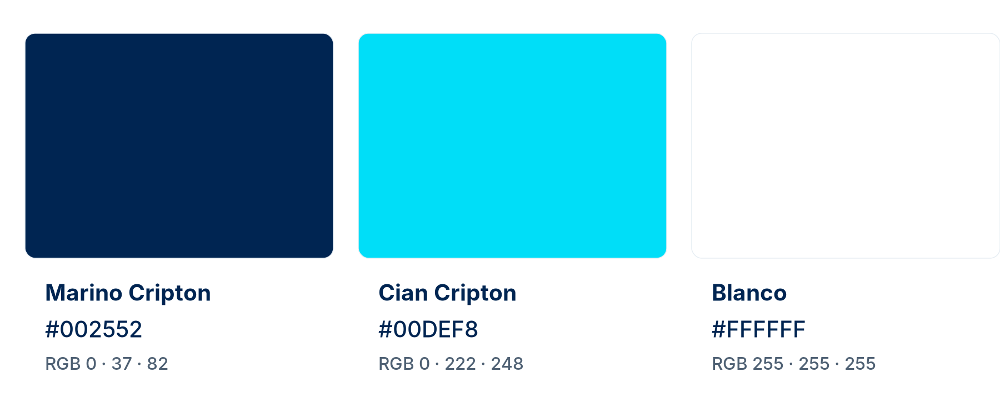 Marino Cripton
#002552
RGB 0 · 37 · 82
Cian Cripton
#00DEF8
RGB 0 · 222 · 248
Blanco
#FFFFFF
RGB 255 · 255 · 255